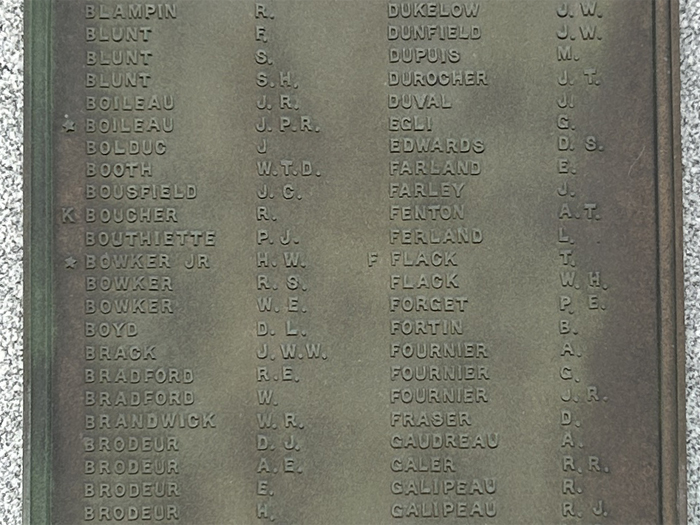 BLAMPIN R.
BLUNT F.
BLUNT S.
BLUNT S.H.
BOILEAU J.R.
★ BOILEAU J.P.R.
BOLDUC J
BOOTH W.T.D.
BOUSFIELD J.C.
K BOUCHER R.
BOUTHIETTE P.J.
★ BOWKER JR H.W.
BOWKER R.S.
BOWKER W.E.
BOYD D.L.
BRACK J.W.W.
BRADFORD R.E.
BRADFORD W.
BRANDWICK W.R.
BRODEUR D.J.
BRODEUR A.E.
BRODEUR E.
BRODEUR H.
DUKELOW J.W.
DUNFIELD J.W.
DUPUIS M.
DUROCHER J.T.
DUVAL J.
EGLI G.
EDWARDS D.S.
FARLAND E.
FARLEY J.
FENTON A.T.
FERLAND L.
F FLACK T.
FLACK W.H.
FORGET P.E.
FORTIN B.
FOURNIER A.
FOURNIER G.
FOURNIER J.R.
FRASER D.
GAUDREAU A.
GALER R.R.
GALIPEAU R.
GALIPEAU R.J.